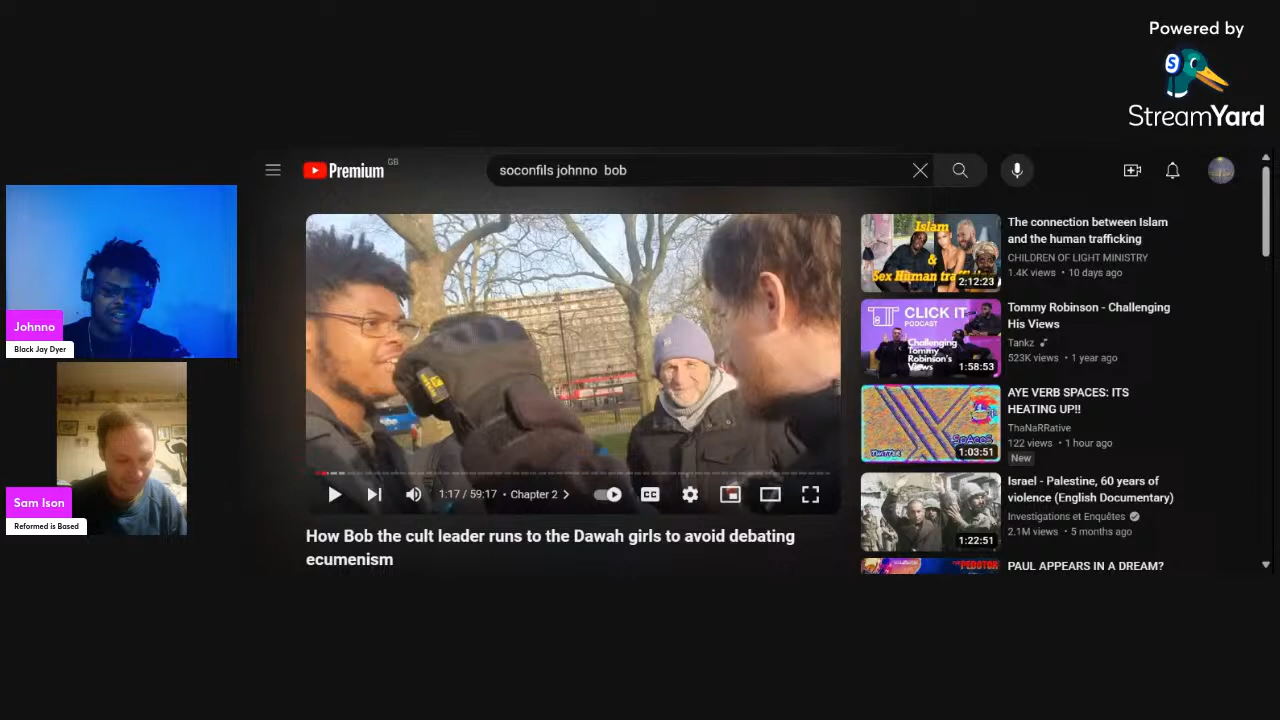 Powered by
StreamYard
Premium
GB
soconfils johnno  bob
Johnno
Black Jay Dyer
Sam Ison
Reformed is Based
1:17 / 59:17 • Chapter 2
CC
How Bob the cult leader runs to the Dawah girls to avoid debating
ecumenism
Islam
&
2:12:23
The connection between Islam
and the human trafficking
CHILDREN OF LIGHT MINISTRY
1.4K views • 10 days ago
CLICK IT
PODCAST
Challenging
Tommy
Robinson's
Views
1:58:53
Tommy Robinson - Challenging
His Views
Tankz
523K views • 1 year ago
1:03:51
AYE VERB SPACES: ITS
HEATING UP!!
ThaNaRRative
122 views • 1 hour ago
New
1:22:51
Israel - Palestine, 60 years of
violence (English Documentary)
Investigations et Enquêtes
2.1M views • 5 months ago
PAUL APPEARS IN A DREAM?